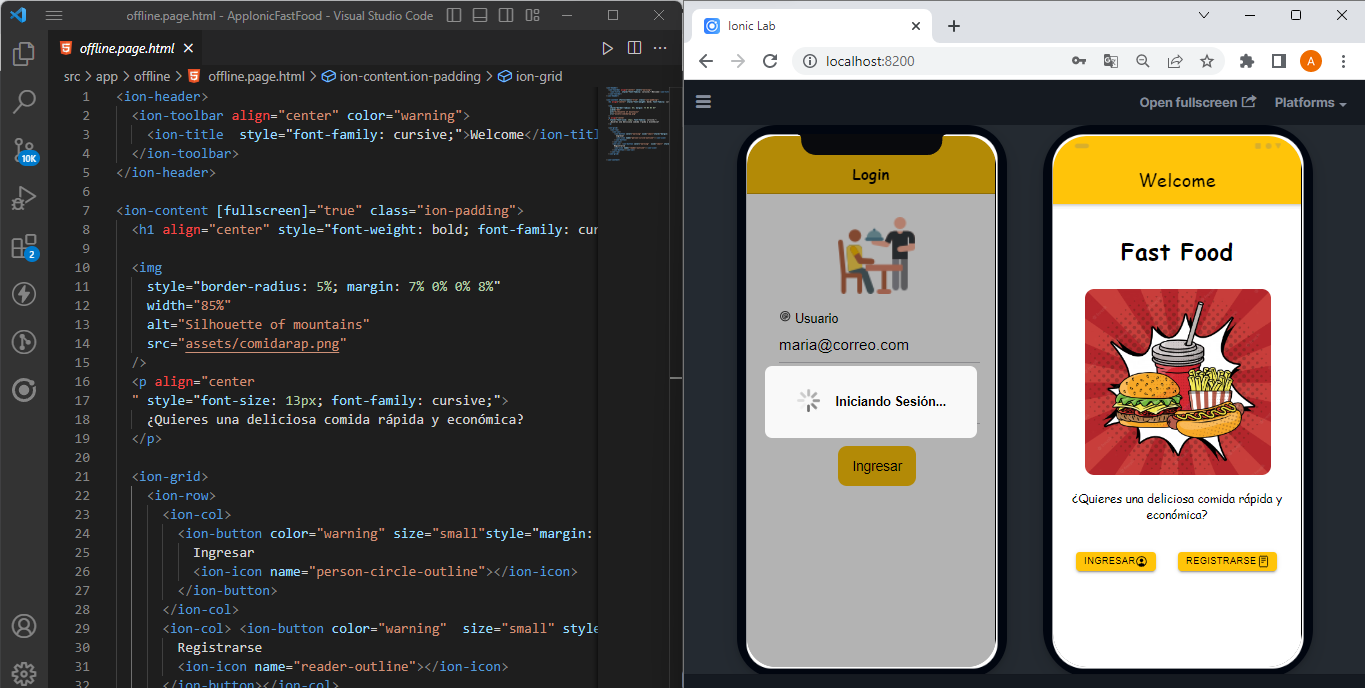 offline.page.html - AppIonicFastFood - Visual Studio Code
offline.page.html
src > app > offline > offline.page.html > ion-content.ion-padding > ion-grid
10K
2
1 <ion-header>
2 <ion-toolbar align="center" color="warning">
3 <ion-title  style="font-family: cursive;">Welcome</ion-titl
4 </ion-toolbar>
5 </ion-header>
6
7 <ion-content [fullscreen]="true" class="ion-padding">
8 <h1 align="center" style="font-weight: bold; font-family: cur
9
10 <img
11 style="border-radius: 5%; margin: 7% 0% 0% 8%"
12 width="85%"
13 alt="Silhouette of mountains"
14 src="assets/comidarap.png"
15 />
16 <p align="center
17 " style="font-size: 13px; font-family: cursive;">
18 ¿Quieres una deliciosa comida rápida y económica?
19 </p>
20
21 <ion-grid>
22 <ion-row>
23 <ion-col>
24 <ion-button color="warning" size="small"style="margin:
25 Ingresar
26 <ion-icon name="person-circle-outline"></ion-icon>
27 </ion-button>
28 </ion-col>
29 <ion-col> <ion-button color="warning"  size="small" styl
30 Registrarse
31 <ion-icon name="reader-outline"></ion-icon>
32 </ion-button></ion-col>
Ionic Lab
localhost:8200
A
Open fullscreen
Platforms
Login
Usuario
maria@correo.com
Iniciando Sesión...
Ingresar
Welcome
Fast Food
¿Quieres una deliciosa comida rápida y
económica?
INGRESAR
REGISTRARSE